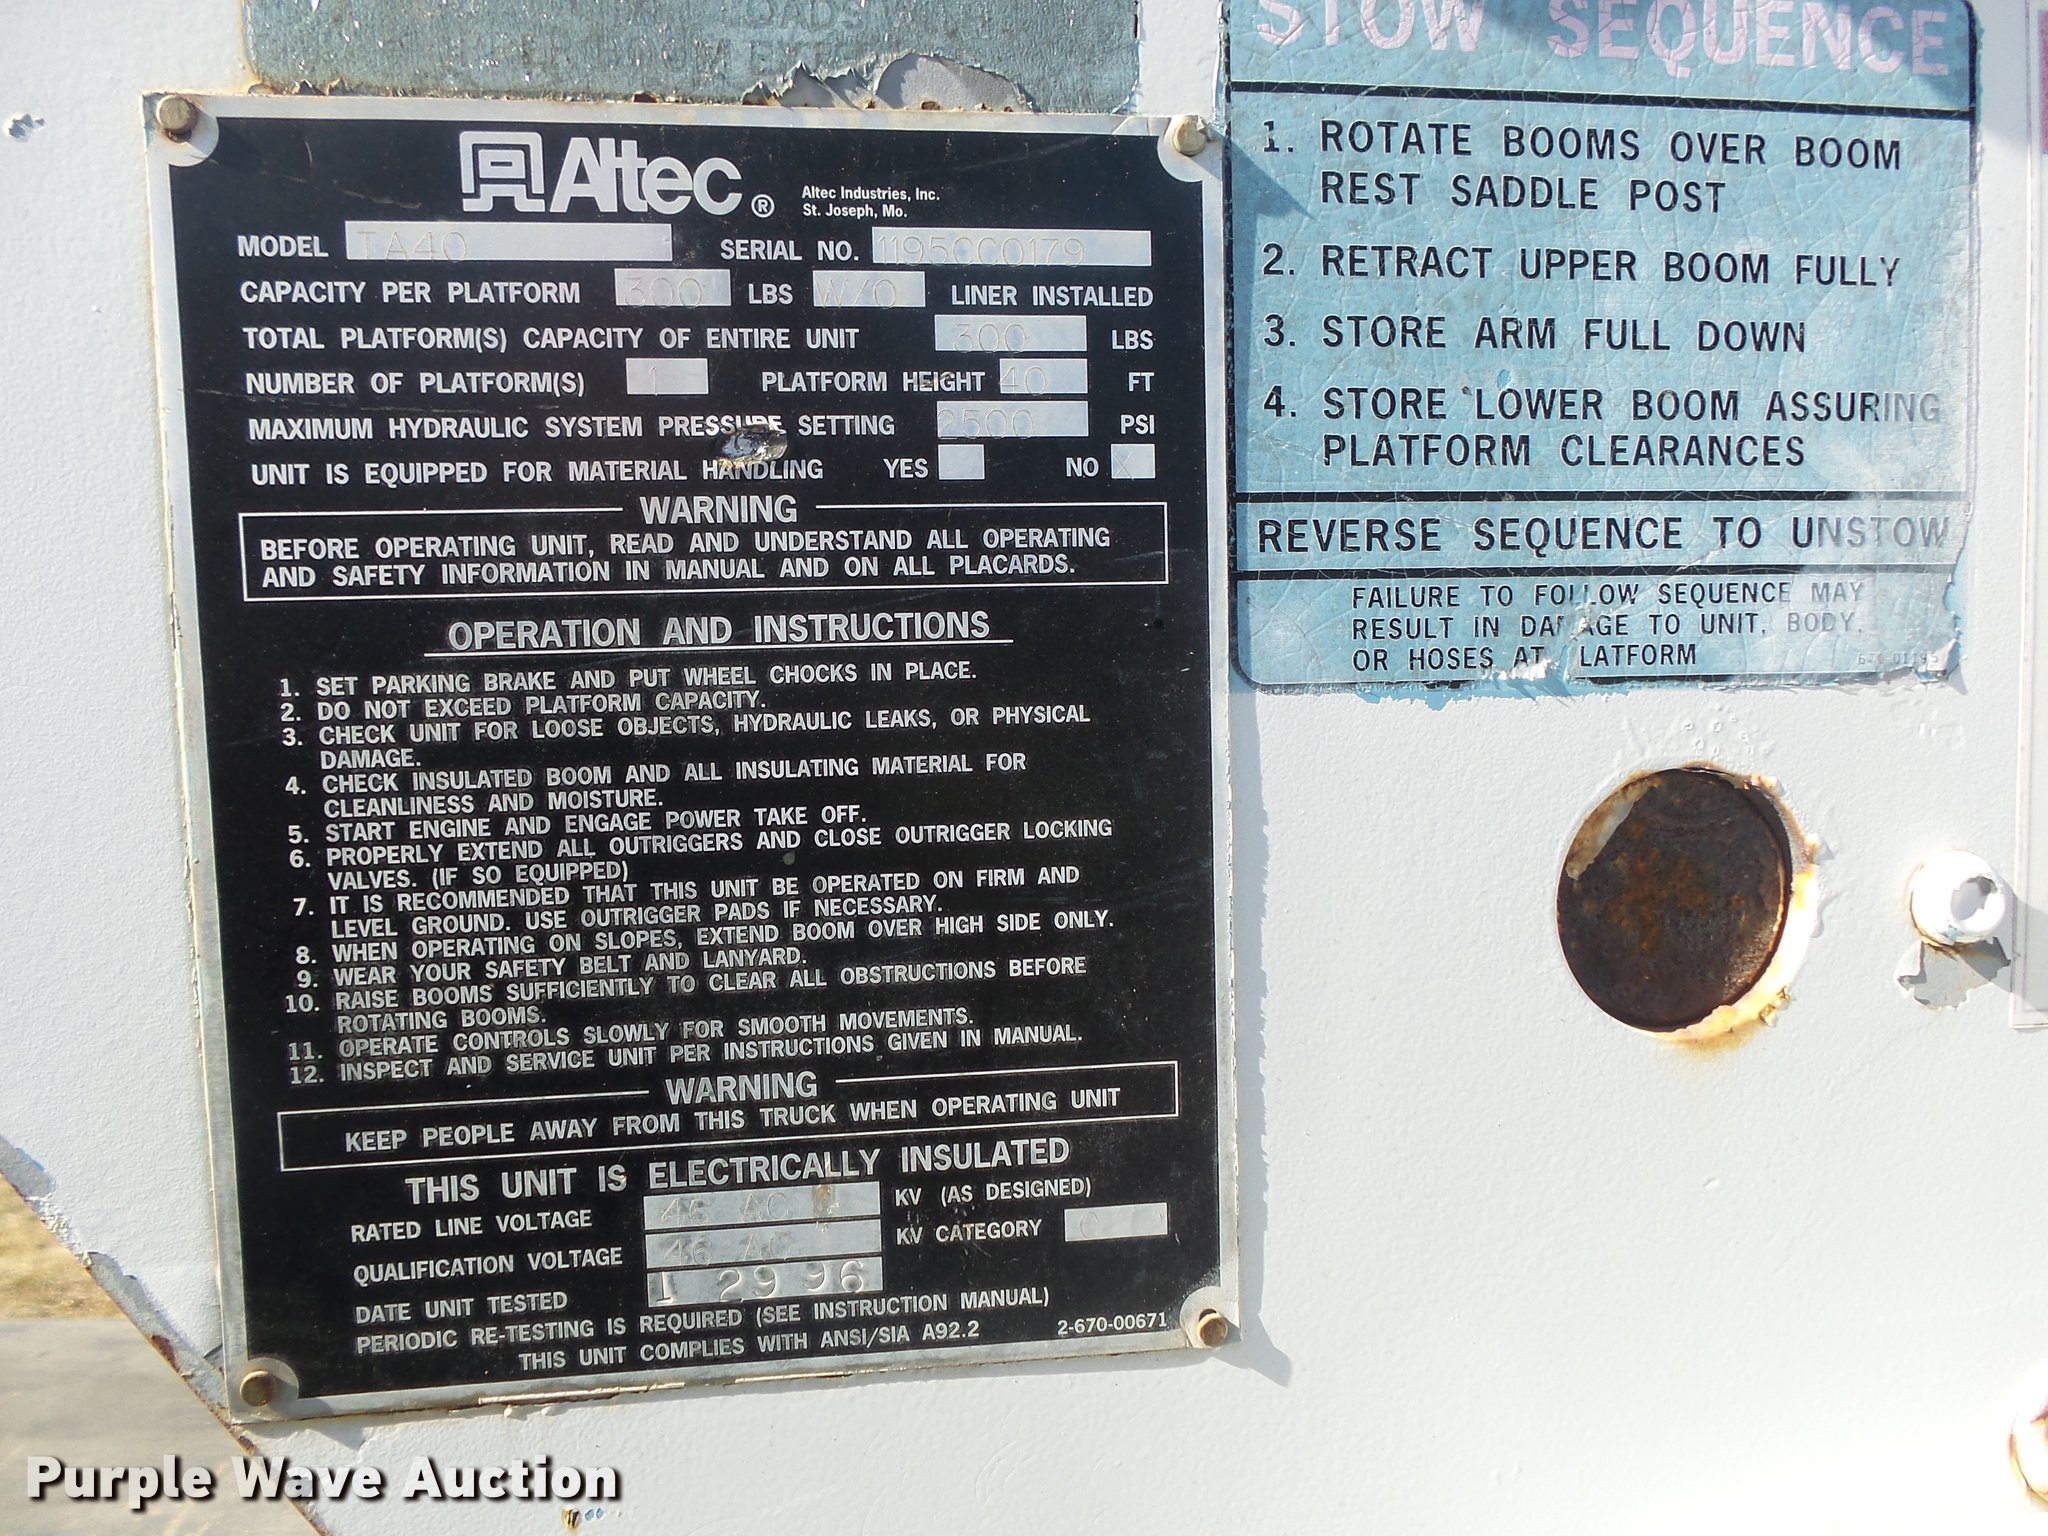 LOADS
STOW SEQUENCE
1. ROTATE BOOMS OVER BOOM
REST SADDLE POST
2. RETRACT UPPER BOOM FULLY
3. STORE ARM FULL DOWN
4. STORE LOWER BOOM ASSURING
PLATFORM CLEARANCES
REVERSE SEQUENCE TO UNSTOW
FAILURE TO FOLLOW SEQUENCE MAY
RESULT IN DAMAGE TO UNIT, BODY,
OR HOSES AT LATFORM
Altec®
Altec Industries, Inc.
St. Joseph, Mo.
MODEL TA40 SERIAL NO. 1195CC0179
CAPACITY PER PLATFORM 300 LBS W/O LINER INSTALLED
TOTAL PLATFORM(S) CAPACITY OF ENTIRE UNIT 300 LBS
NUMBER OF PLATFORM(S) 1 PLATFORM HEIGHT 40 FT
MAXIMUM HYDRAULIC SYSTEM PRESSURE SETTING 2500 PSI
UNIT IS EQUIPPED FOR MATERIAL HANDLING YES NO X
WARNING
BEFORE OPERATING UNIT, READ AND UNDERSTAND ALL OPERATING
AND SAFETY INFORMATION IN MANUAL AND ON ALL PLACARDS.
OPERATION AND INSTRUCTIONS
1. SET PARKING BRAKE AND PUT WHEEL CHOCKS IN PLACE.
2. DO NOT EXCEED PLATFORM CAPACITY.
3. CHECK UNIT FOR LOOSE OBJECTS, HYDRAULIC LEAKS, OR PHYSICAL
DAMAGE.
4. CHECK INSULATED BOOM AND ALL INSULATING MATERIAL FOR
CLEANLINESS AND MOISTURE.
5. START ENGINE AND ENGAGE POWER TAKE OFF.
6. PROPERLY EXTEND ALL OUTRIGGERS AND CLOSE OUTRIGGER LOCKING
VALVES. (IF SO EQUIPPED)
7. IT IS RECOMMENDED THAT THIS UNIT BE OPERATED ON FIRM AND
LEVEL GROUND. USE OUTRIGGER PADS IF NECESSARY.
8. WHEN OPERATING ON SLOPES, EXTEND BOOM OVER HIGH SIDE ONLY.
9. WEAR YOUR SAFETY BELT AND LANYARD.
10. RAISE BOOMS SUFFICIENTLY TO CLEAR ALL OBSTRUCTIONS BEFORE
ROTATING BOOMS.
11. OPERATE CONTROLS SLOWLY FOR SMOOTH MOVEMENTS.
12. INSPECT AND SERVICE UNIT PER INSTRUCTIONS GIVEN IN MANUAL.
WARNING
KEEP PEOPLE AWAY FROM THIS TRUCK WHEN OPERATING UNIT
THIS UNIT IS ELECTRICALLY INSULATED
RATED LINE VOLTAGE 46 AC KV (AS DESIGNED)
QUALIFICATION VOLTAGE 46 AC KV CATEGORY C
DATE UNIT TESTED 1 29 96
PERIODIC RE-TESTING IS REQUIRED (SEE INSTRUCTION MANUAL)
THIS UNIT COMPLIES WITH ANSI/SIA A92.2 2-670-00671
Purple Wave Auction